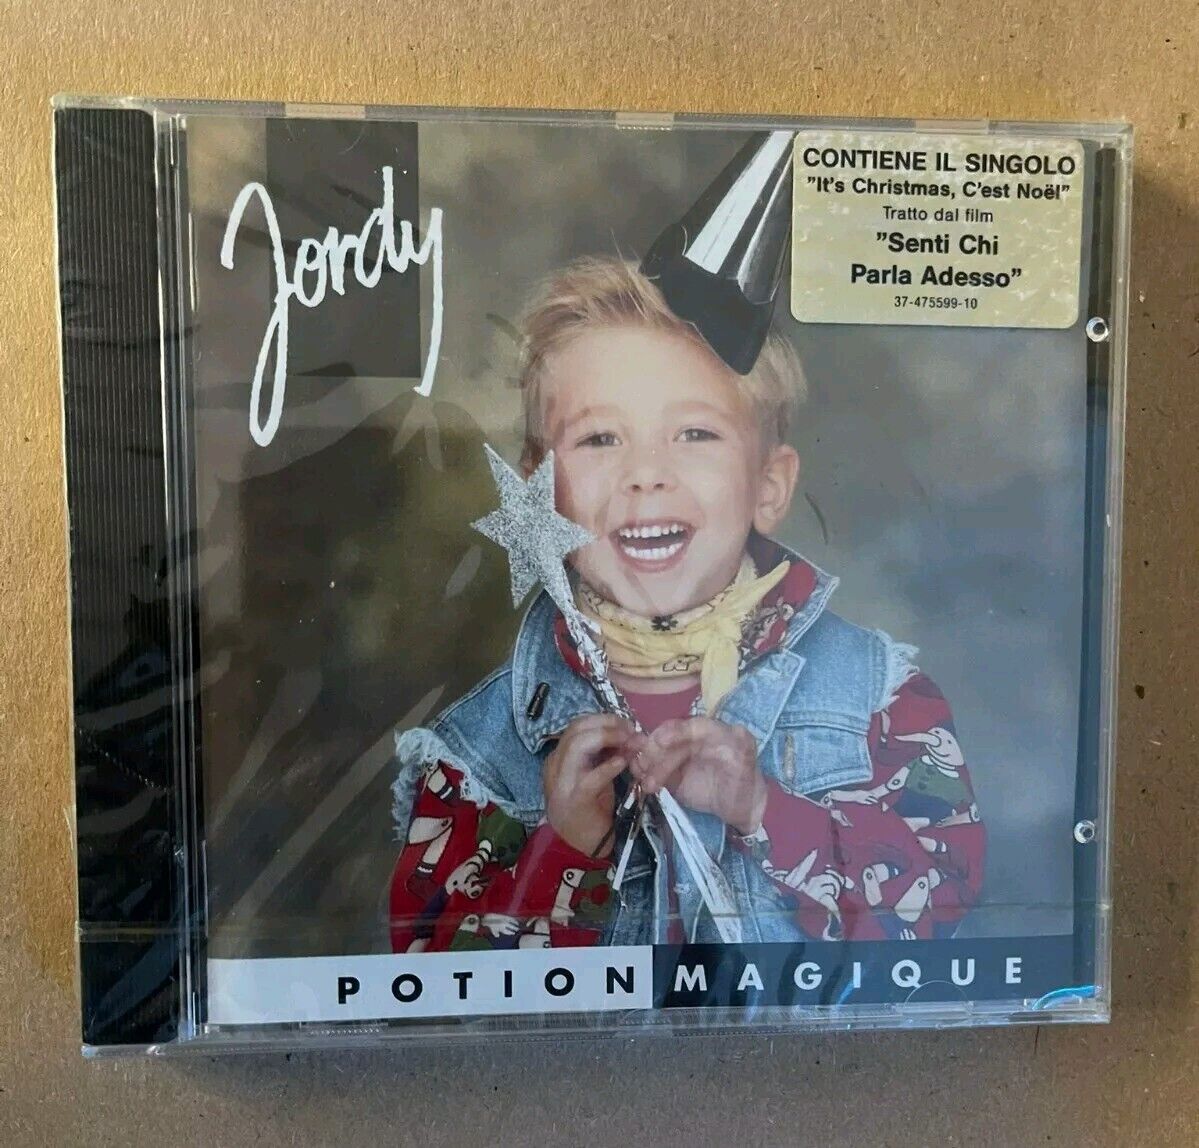 Jordy
CONTIENE IL SINGOLO
"It's Christmas, C'est Noël"
Tratto dal film
"Senti Chi
Parla Adesso"
37-475599-10
POTION MAGIQUE